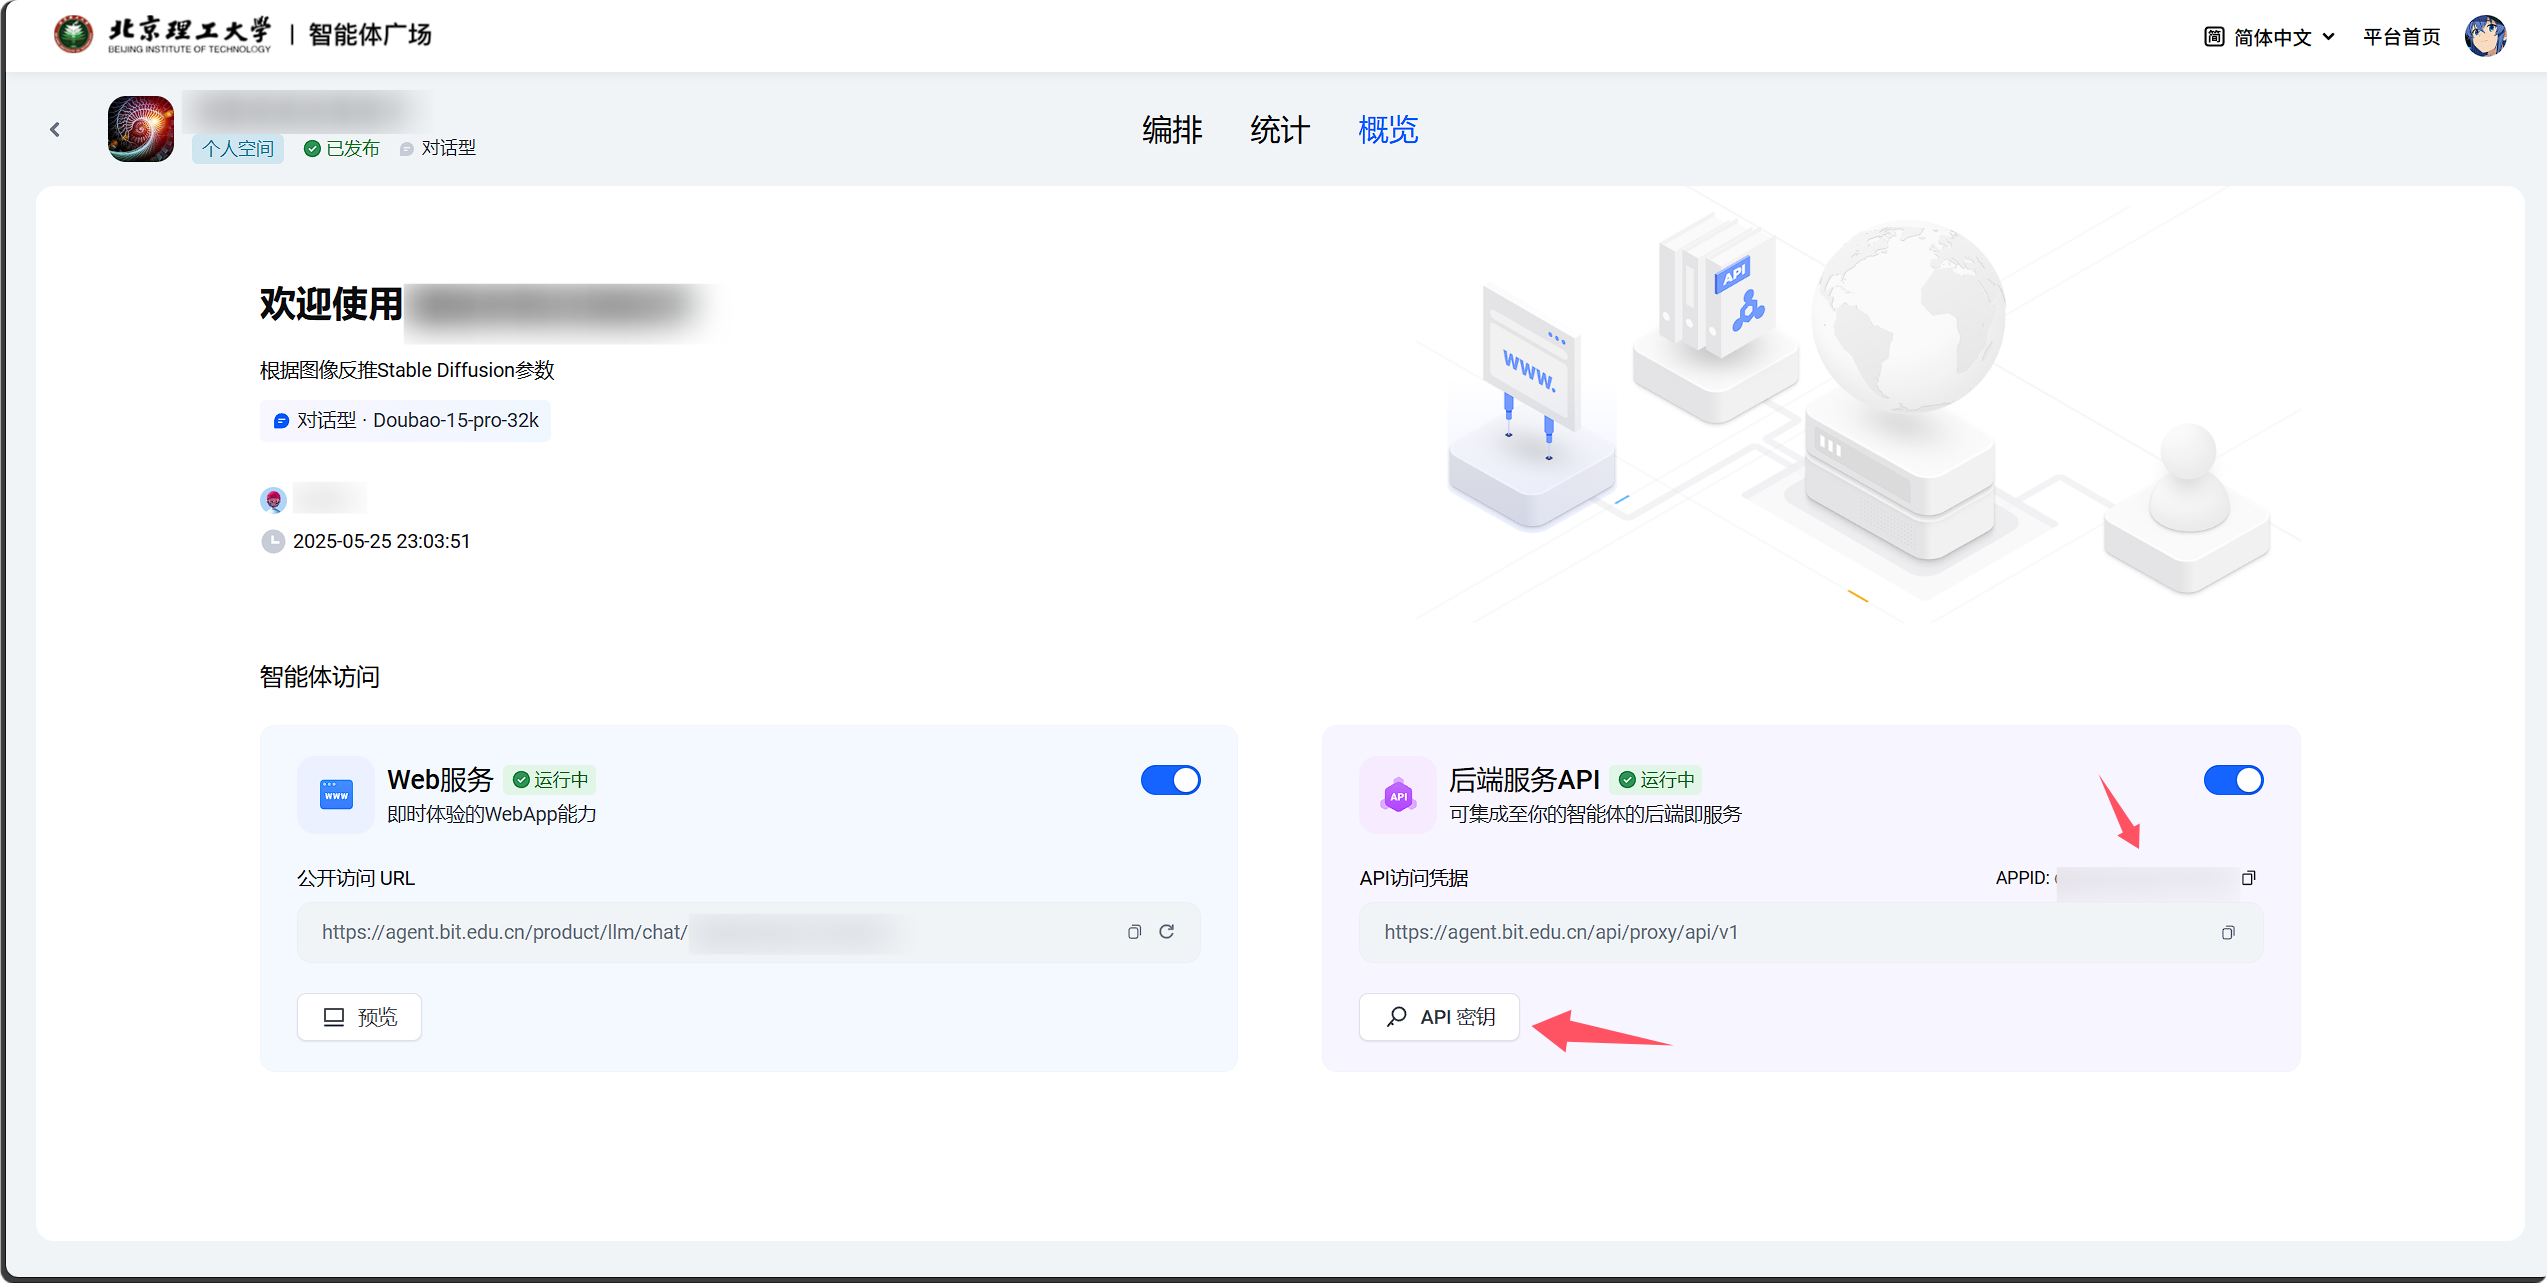 北京理工大学
BEIJING INSTITUTE OF TECHNOLOGY
智能体广场
简 简体中文
平台首页
个人空间 已发布 对话型
编排 统计 概览
欢迎使用
根据图像反推Stable Diffusion参数
对话型 · Doubao-15-pro-32k
2025-05-25 23:03:51
API
WWW.
智能体访问
www
Web服务 运行中
即时体验的WebApp能力
公开访问 URL
https://agent.bit.edu.cn/product/llm/chat/
预览
API
后端服务API 运行中
可集成至你的智能体的后端即服务
API访问凭据
APPID:
https://agent.bit.edu.cn/api/proxy/api/v1
API 密钥